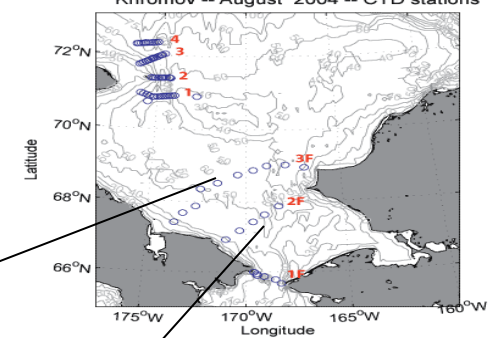 Khromov -- August 2004 -- CTD stations
72°N
70°N
68°N
66°N
Latitude
4
3
2
1
3F
2F
1F
175°W
170°W
165°W
160°W
Longitude